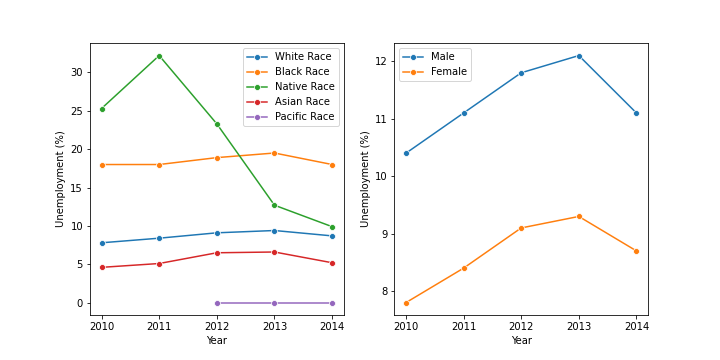 Unemployment (%)
30
25
20
15
10
5
0
White Race
Black Race
Native Race
Asian Race
Pacific Race
2010
2011
2012
2013
2014
Year
Unemployment (%)
12
11
10
9
8
Male
Female
2010
2011
2012
2013
2014
Year